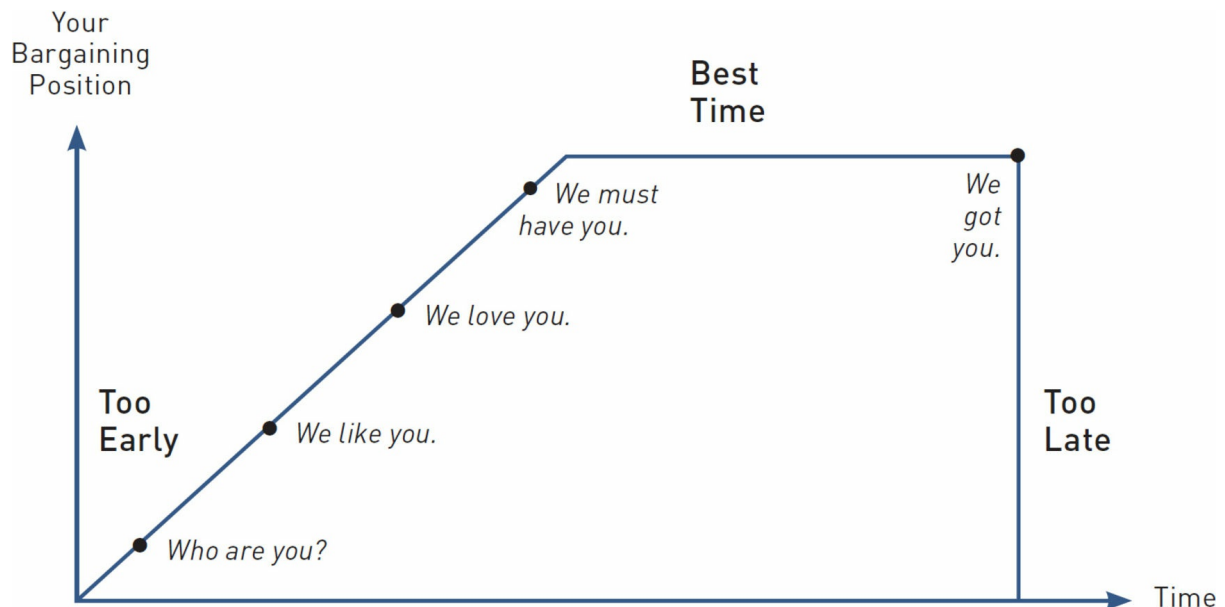 Your
Bargaining
Position
Best
Time
We must
have you.
We
got
you.
We love you.
Too
Early
Too
Late
We like you.
Who are you?
Time